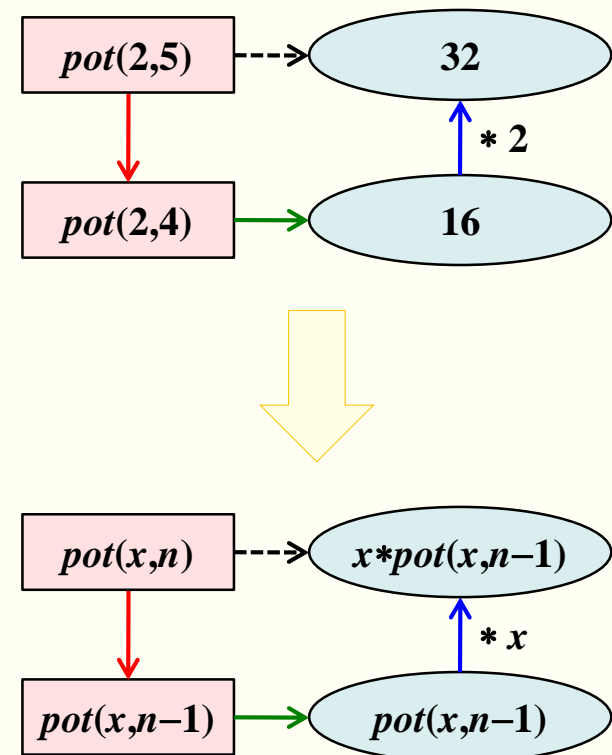 pot(2,5) 32
* 2
pot(2,4) 16
pot(x,n) x*pot(x,n−1)
* x
pot(x,n−1) pot(x,n−1)